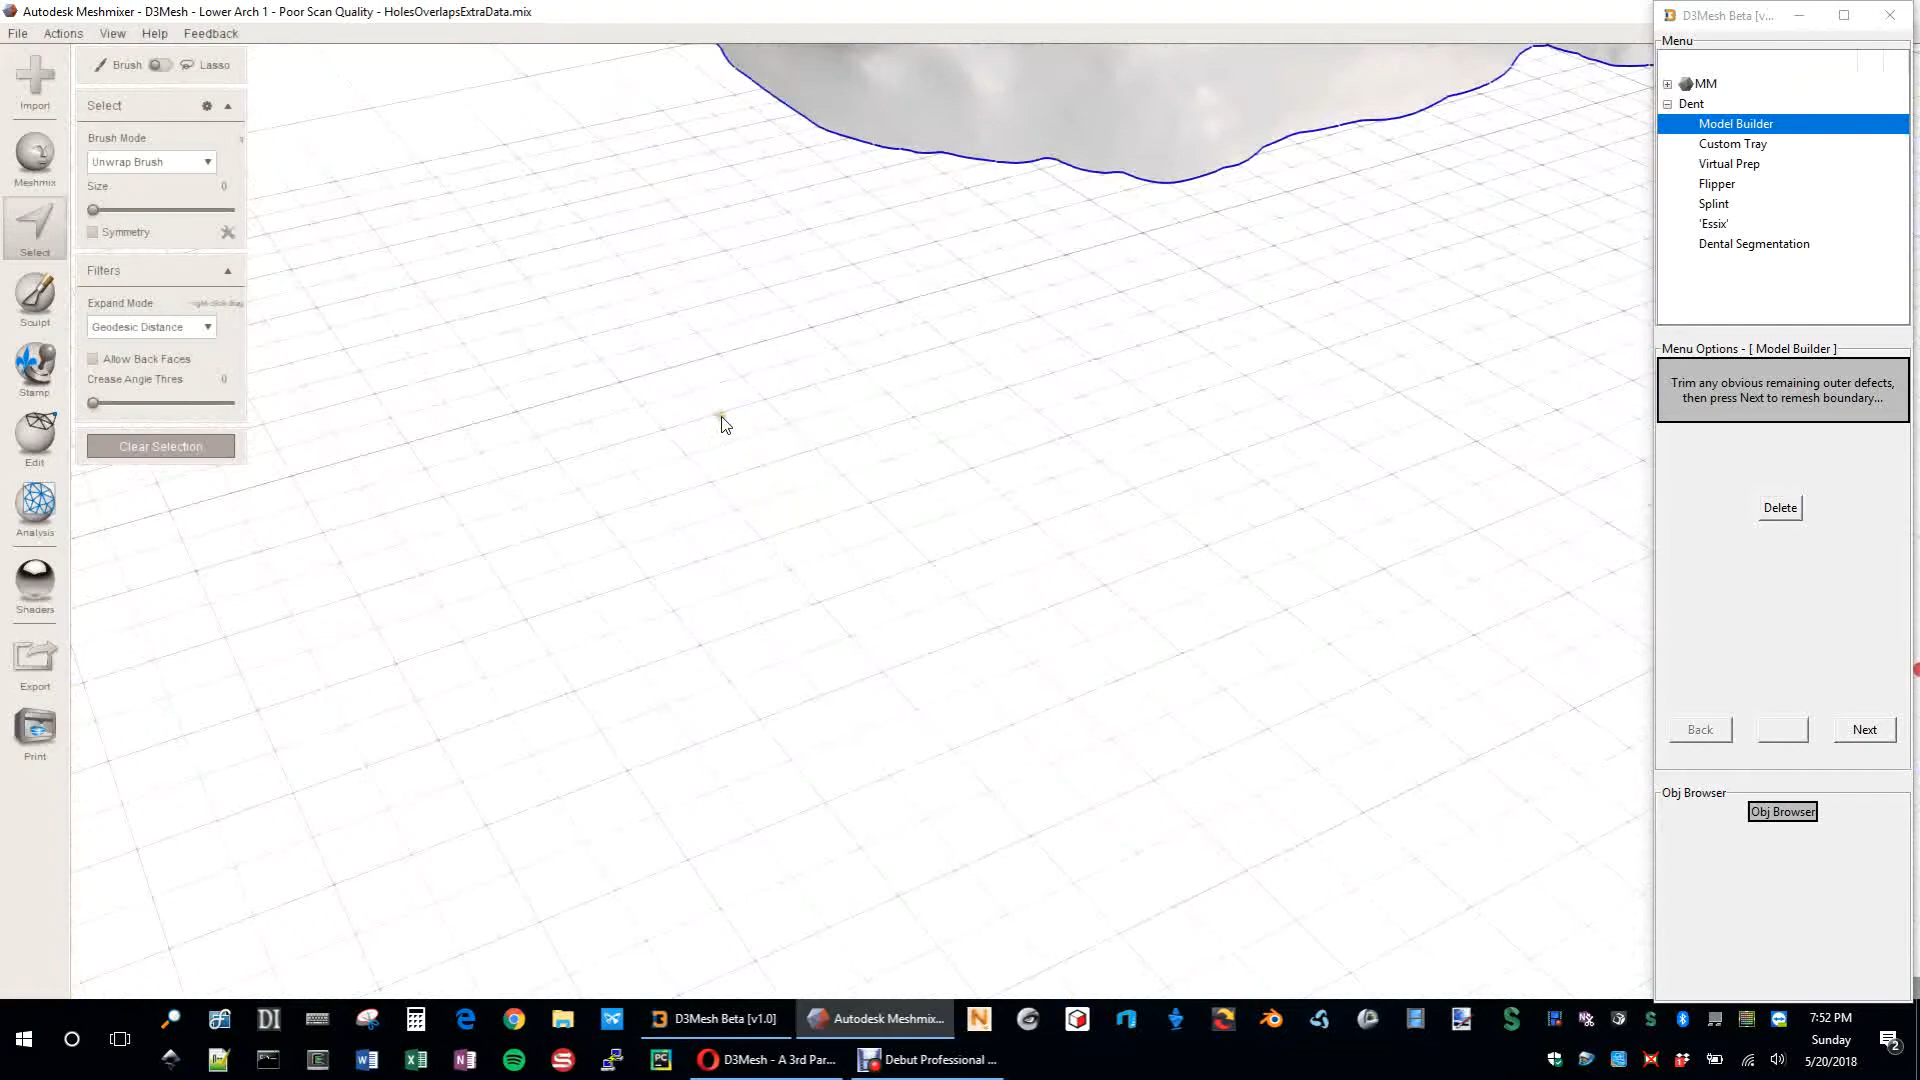 Autodesk Meshmixer - D3Mesh - Lower Arch 1 - Poor Scan Quality - HolesOverlapsExtraData.mix
File Actions View Help Feedback
Import
Meshmix
Select
Sculpt
Stamp
Edit
Analysis
Shaders
Export
Print
Brush Lasso
Select
Brush Mode
Unwrap Brush
Size 0
Symmetry
Filters
Expand Mode
Geodesic Distance
Allow Back Faces
Crease Angle Thres 0
Clear Selection
D3Mesh Beta [v...
Menu
MM
Dent
Model Builder
Custom Tray
Virtual Prep
Flipper
Splint
'Essix'
Dental Segmentation
Menu Options - [ Model Builder ]
Trim any obvious remaining outer defects,
then press Next to remesh boundary...
Delete
Back Next
Obj Browser
Obj Browser
D3Mesh Beta [v1.0] Autodesk Meshmix...
D3Mesh - A 3rd Par... Debut Professional ...
7:52 PM
Sunday
5/20/2018
2